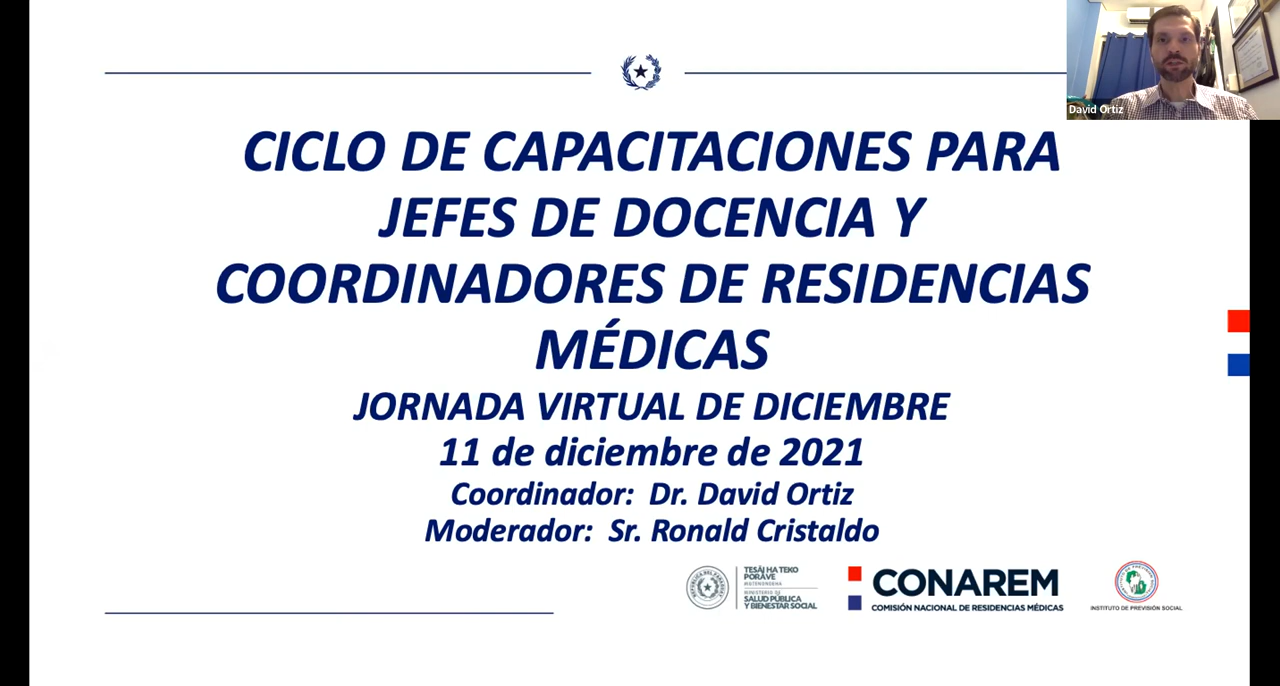 David Ortiz
CICLO DE CAPACITACIONES PARA
JEFES DE DOCENCIA Y
COORDINADORES DE RESIDENCIAS
MÉDICAS
JORNADA VIRTUAL DE DICIEMBRE
11 de diciembre de 2021
Coordinador: Dr. David Ortiz
Moderador: Sr. Ronald Cristaldo
TESÃI HA TEKO
PORÃVE
MOTENONDEHA
MINISTERIO DE
SALUD PÚBLICA
Y BIENESTAR SOCIAL
CONAREM
COMISIÓN NACIONAL DE RESIDENCIAS MÉDICAS
INSTITUTO DE PREVISIÓN SOCIAL